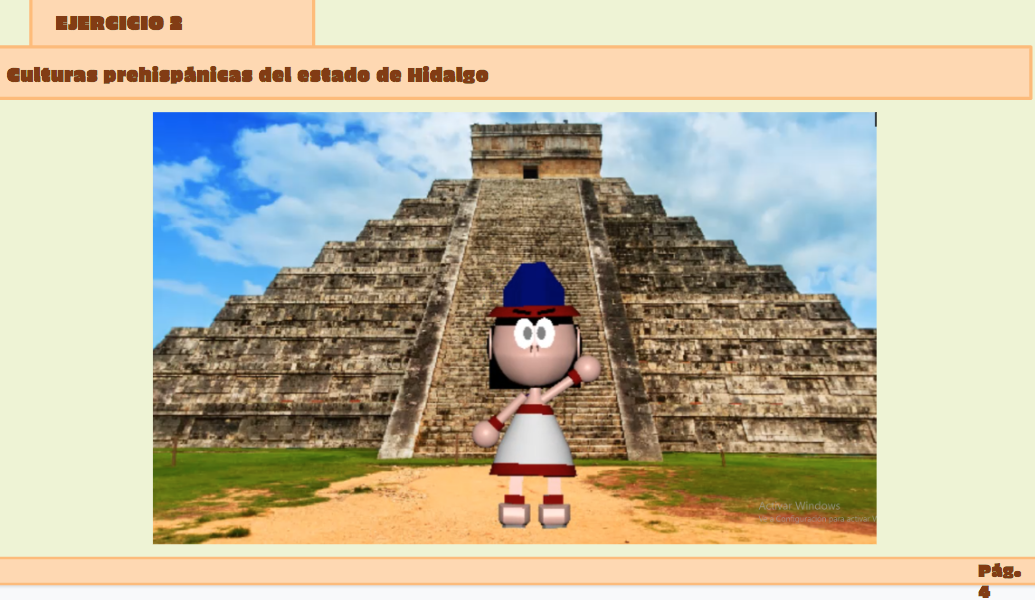 EJERCICIO 2
Culturas prehispánicas del estado de Hidalgo
Activar Windows
Pág.
4